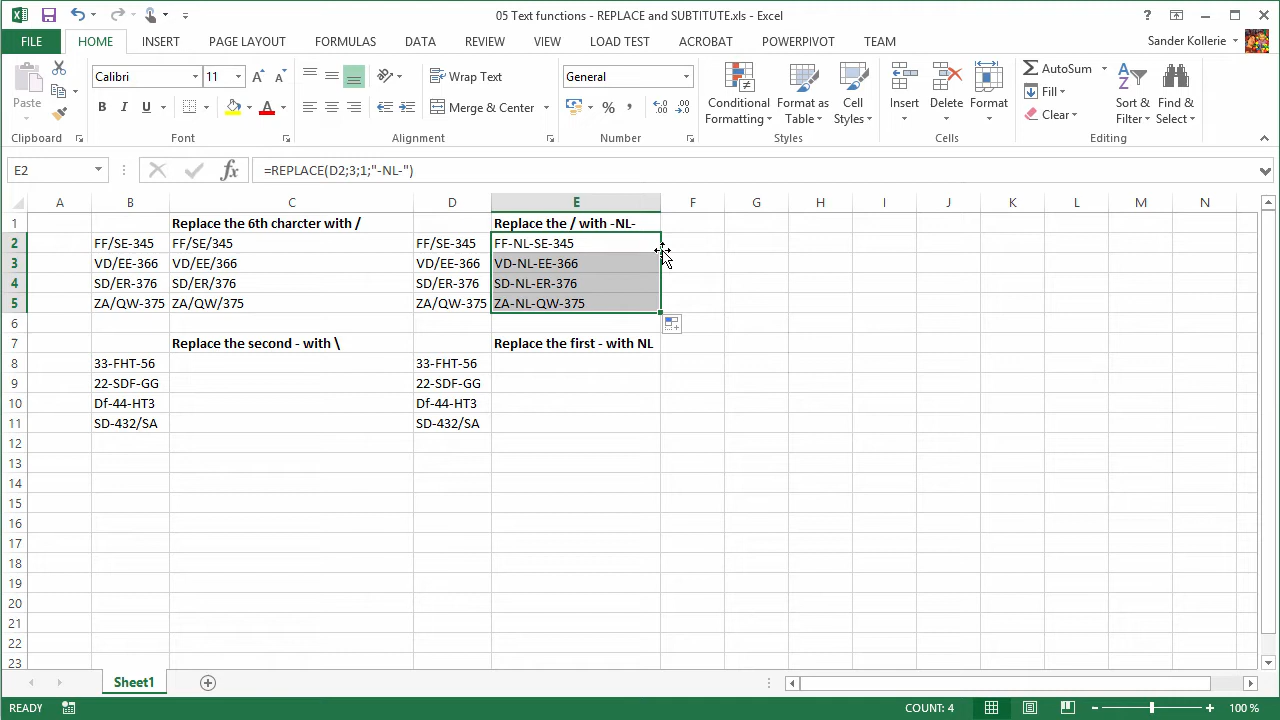 05 Text functions - REPLACE and SUBTITUTE.xls - Excel
FILE HOME INSERT PAGE LAYOUT FORMULAS DATA REVIEW VIEW LOAD TEST ACROBAT POWERPIVOT TEAM Sander Kollerie
Calibri 11 Wrap Text General AutoSum
Paste Merge & Center Conditional Formatting Format as Table Cell Styles Insert Delete Format Fill Clear Sort & Filter Find & Select
Clipboard Font Alignment Number Styles Cells Editing
E2 fx =REPLACE(D2;3;1;"-NL-")
A B C D E F G H I J K L M N
1 Replace the 6th charcter with / Replace the / with -NL-
2 FF/SE-345 FF/SE/345 FF/SE-345 FF-NL-SE-345
3 VD/EE-366 VD/EE/366 VD/EE-366 VD-NL-EE-366
4 SD/ER-376 SD/ER/376 SD/ER-376 SD-NL-ER-376
5 ZA/QW-375 ZA/QW/375 ZA/QW-375 ZA-NL-QW-375
6
7 Replace the second - with \ Replace the first - with NL
8 33-FHT-56 33-FHT-56
9 22-SDF-GG 22-SDF-GG
10 Df-44-HT3 Df-44-HT3
11 SD-432/SA SD-432/SA
12
13
14
15
16
17
18
19
20
21
22
23
Sheet1
READY COUNT: 4 100 %